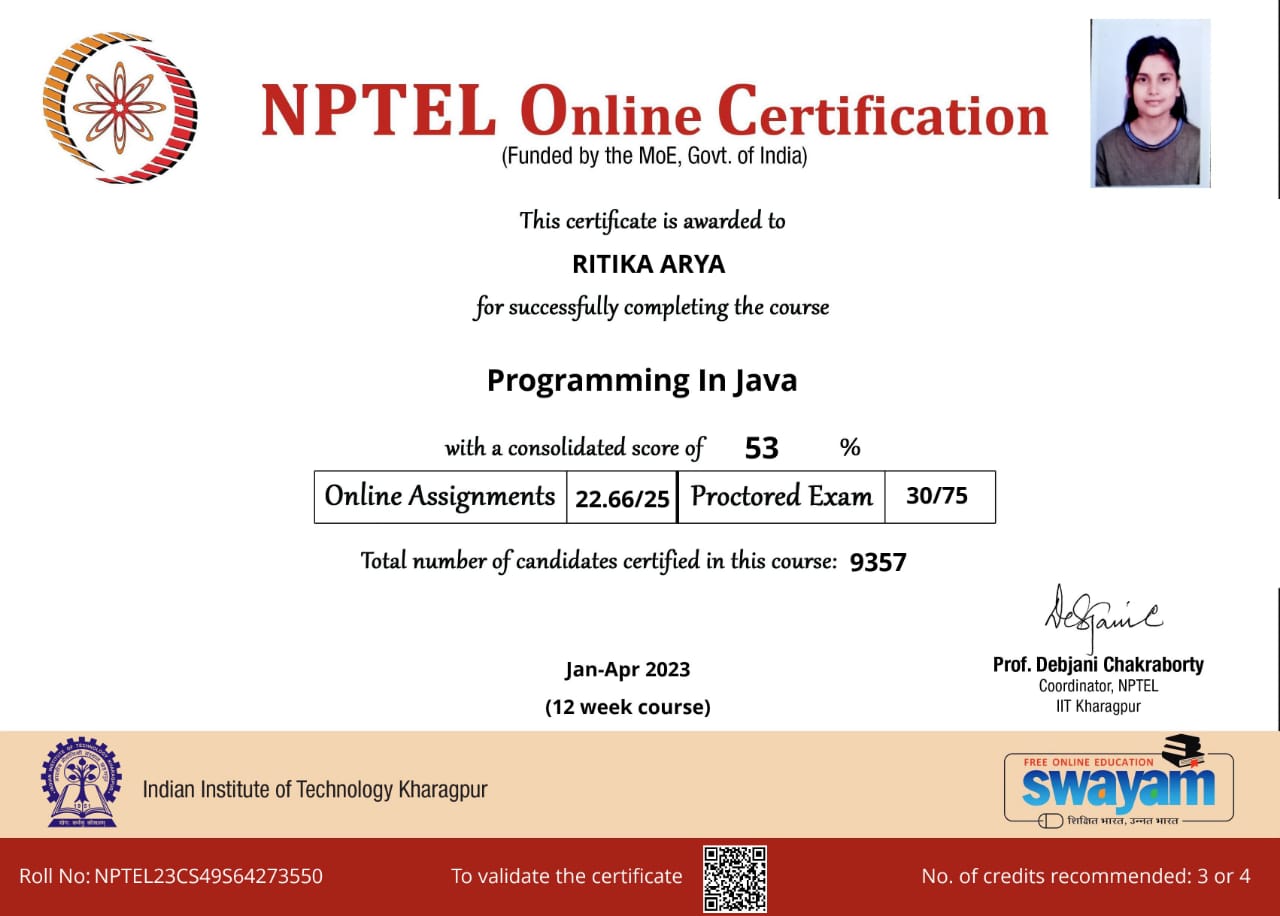 NPTEL Online Certification
(Funded by the MoE, Govt. of India)
This certificate is awarded to
RITIKA ARYA
for successfully completing the course
Programming In Java
with a consolidated score of 53 %
Online Assignments 22.66/25 Proctored Exam 30/75
Total number of candidates certified in this course: 9357
Jan-Apr 2023
(12 week course)
Prof. Debjani Chakraborty
Coordinator, NPTEL
IIT Kharagpur
Indian Institute of Technology Kharagpur
1951
FREE ONLINE EDUCATION
swayam
शिक्षित भारत, उन्नत भारत
Roll No: NPTEL23CS49S64273550
To validate the certificate
No. of credits recommended: 3 or 4